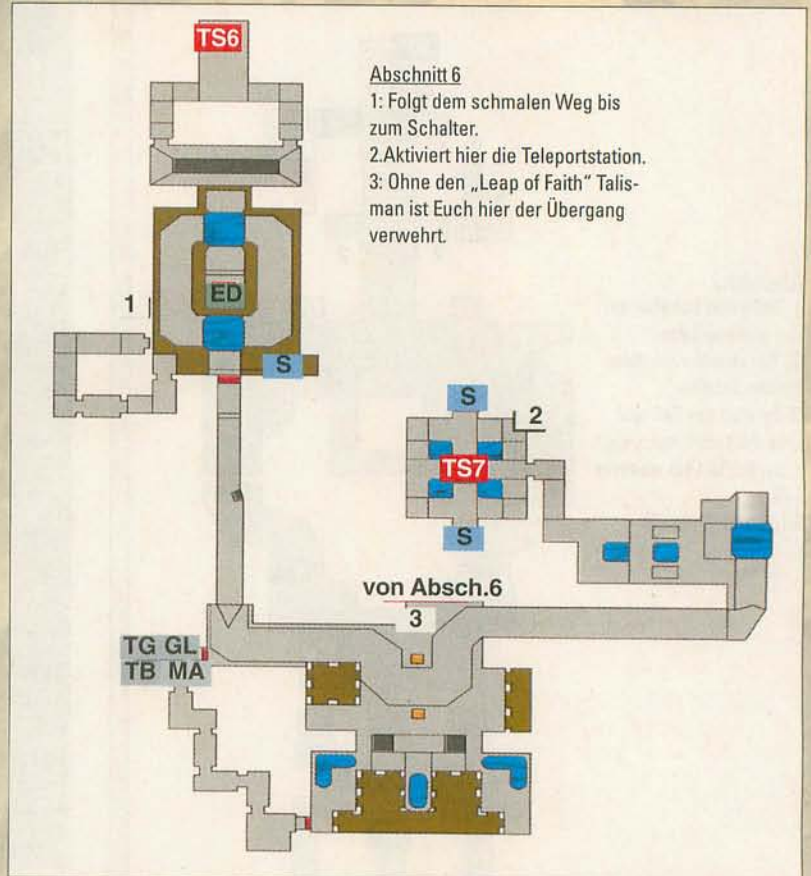 TS6
Abschnitt 6
1: Folgt dem schmalen Weg bis
zum Schalter.
2.Aktiviert hier die Teleportstation.
3: Ohne den „Leap of Faith" Talis-
man ist Euch hier der Übergang
verwehrt.
ED
1
S
S
2
TS7
S
von Absch.6
3
TG GL
TB MA